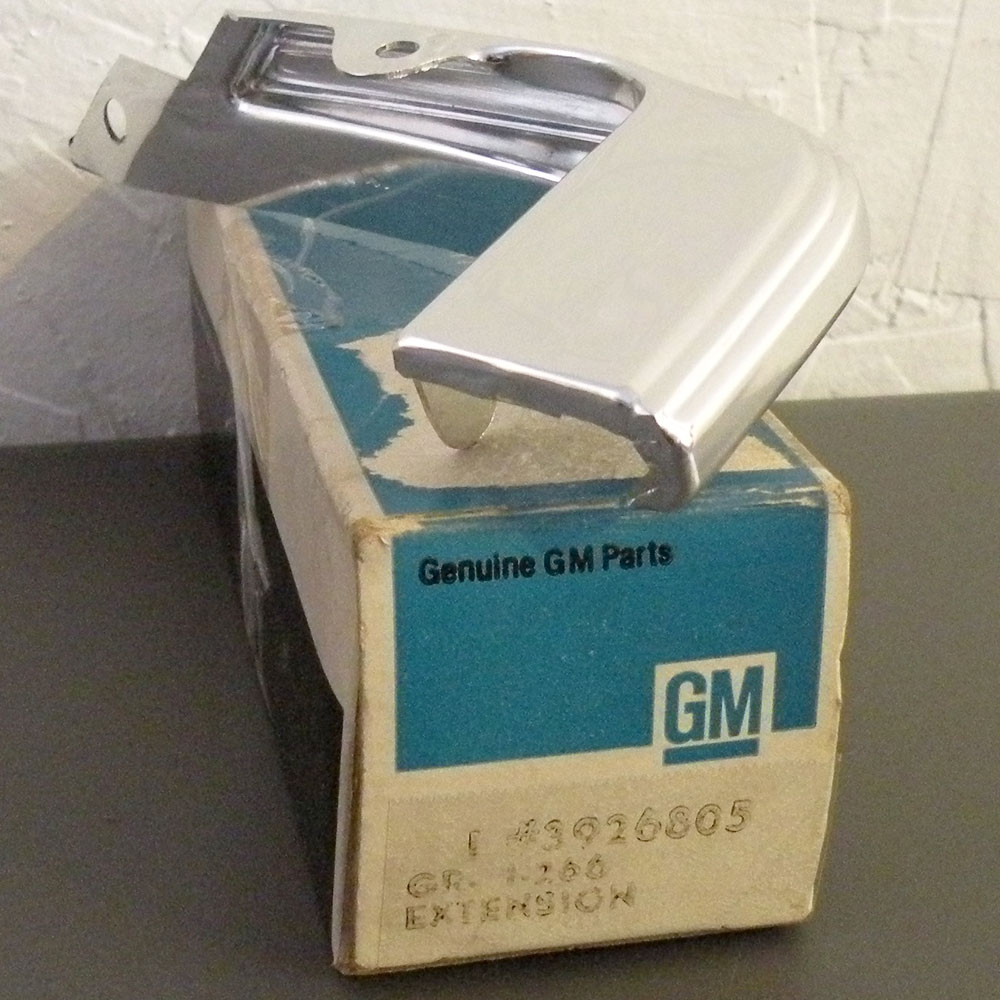 Genuine GM Parts
GM
1 #3926805
GR. 1.266
EXTENSION